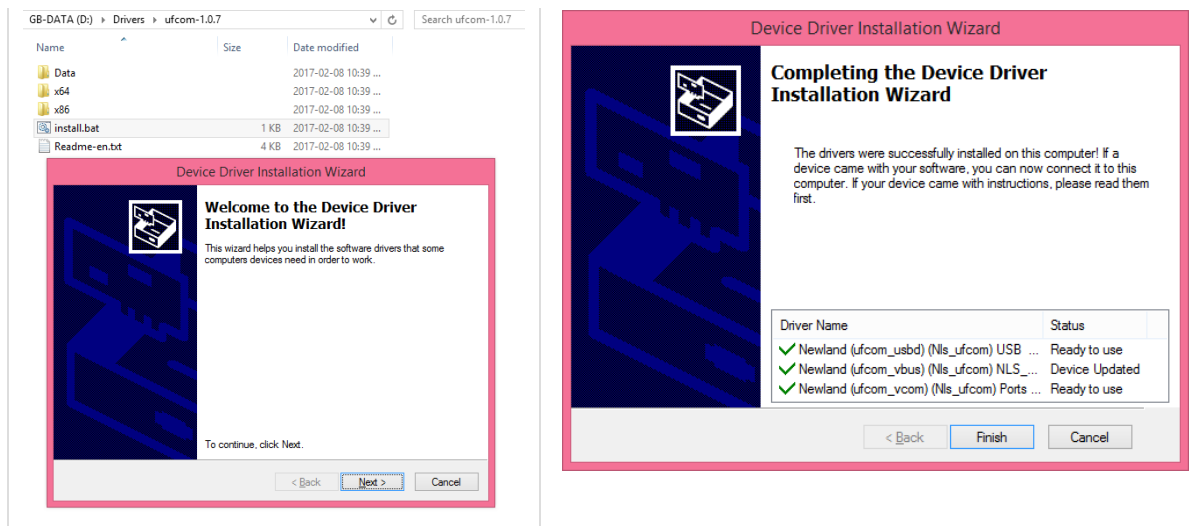 GB-DATA (D:) Drivers ufcom-1.0.7 Search ufcom-1.0.7
Name Size Date modified
Data 2017-02-08 10:39 ...
x64 2017-02-08 10:39 ...
x86 2017-02-08 10:39 ...
install.bat 1 KB 2017-02-08 10:39 ...
Readme-en.txt 4 KB 2017-02-08 10:39 ...
Device Driver Installation Wizard
Welcome to the Device Driver
Installation Wizard!
This wizard helps you install the software drivers that some
computers devices need in order to work.
To continue, click Next.
< Back Next > Cancel
Device Driver Installation Wizard
Completing the Device Driver
Installation Wizard
The drivers were successfully installed on this computer! If a
device came with your software, you can now connect it to this
computer. If your device came with instructions, please read them
first.
Driver Name Status
Newland (ufcom_usbd) (Nls_ufcom) USB ... Ready to use
Newland (ufcom_vbus) (Nls_ufcom) NLS_... Device Updated
Newland (ufcom_vcom) (Nls_ufcom) Ports ... Ready to use
< Back Finish Cancel